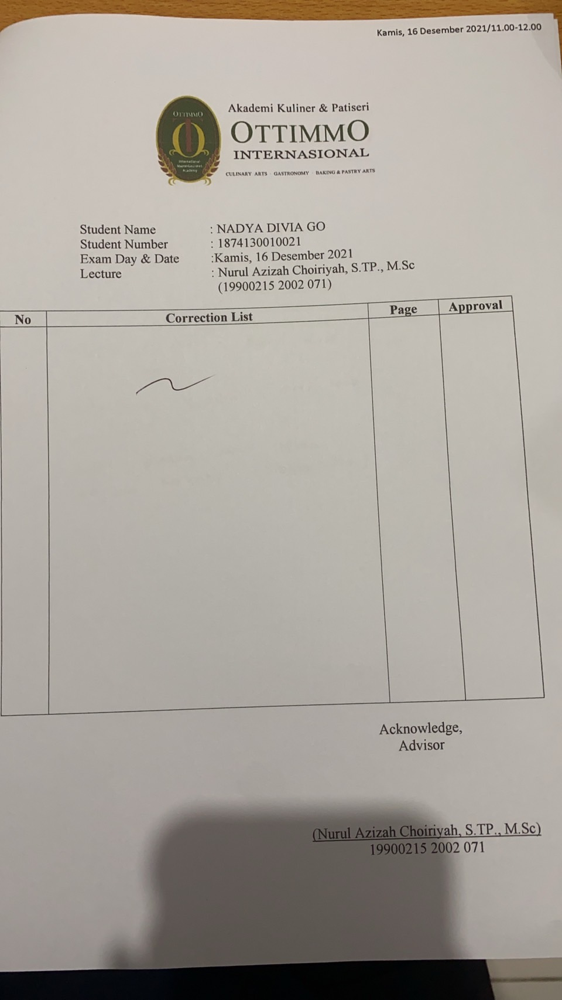 Kamis, 16 Desember 2021/11.00-12.00
OTTIMMO
International
MasterGourmet
Academy
Akademi Kuliner & Patiseri
OTTIMMO
INTERNASIONAL
CULINARY ARTS · GASTRONOMY · BAKING & PASTRY ARTS
Student Name : NADYA DIVIA GO
Student Number : 1874130010021
Exam Day & Date :Kamis, 16 Desember 2021
Lecture : Nurul Azizah Choiriyah, S.TP., M.Sc
(19900215 2002 071)
No Correction List Page Approval
Acknowledge,
Advisor
(Nurul Azizah Choiriyah, S.TP., M.Sc)
19900215 2002 071